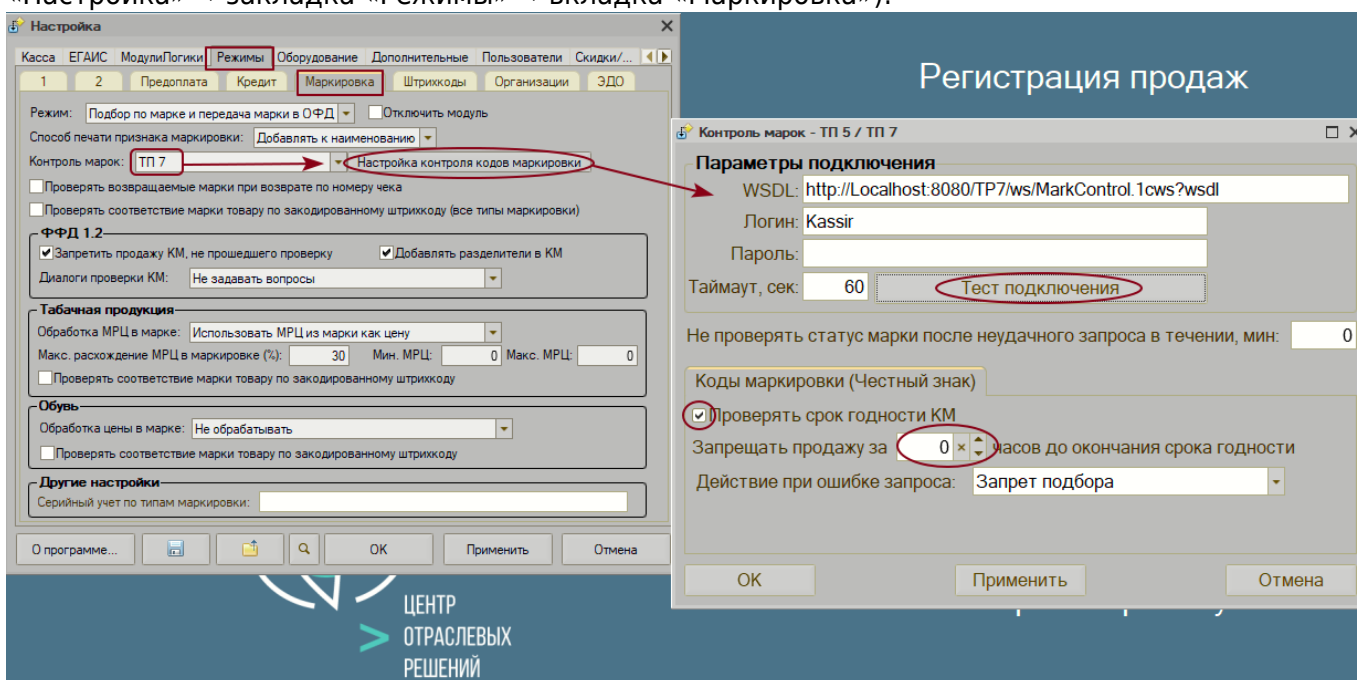 «Настройка» → закладка «Режимы» → вкладка «Маркировка»).
Настройка
Касса ЕГАИС МодулиЛогики Режимы Оборудование Дополнительные Пользователи Скидки/...
1 2 Предоплата Кредит Маркировка Штрихкоды Организации ЭДО
Режим: Подбор по марке и передача марки в ОФД Отключить модуль
Способ печати признака маркировки: Добавлять к наименованию
Контроль марок: ТП 7 Настройка контроля кодов маркировки
Проверять возвращаемые марки при возврате по номеру чека
Проверять соответствие марки товару по закодированному штрихкоду (все типы маркировки)
ФФД 1.2
Запретить продажу КМ, не прошедшего проверку Добавлять разделители в КМ
Диалоги проверки КМ: Не задавать вопросы
Табачная продукция
Обработка МРЦ в марке: Использовать МРЦ из марки как цену
Макс. расхождение МРЦ в маркировке (%): 30 Мин. МРЦ: 0 Макс. МРЦ: 0
Проверять соответствие марки товару по закодированному штрихкоду
Обувь
Обработка цены в марке: Не обрабатывать
Проверять соответствие марки товару по закодированному штрихкоду
Другие настройки
Серийный учет по типам маркировки:
О программе... ОК Применить Отмена
Регистрация продаж
Контроль марок - ТП 5 / ТП 7
Параметры подключения
WSDL: http://Localhost:8080/TP7/ws/MarkControl.1cws?wsdl
Логин: Kassir
Пароль:
Таймаут, сек: 60 Тест подключения
Не проверять статус марки после неудачного запроса в течении, мин: 0
Коды маркировки (Честный знак)
Проверять срок годности КМ
Запрещать продажу за 0 часов до окончания срока годности
Действие при ошибке запроса: Запрет подбора
ОК Применить Отмена
ЦЕНТР
ОТРАСЛЕВЫХ
РЕШЕНИЙ